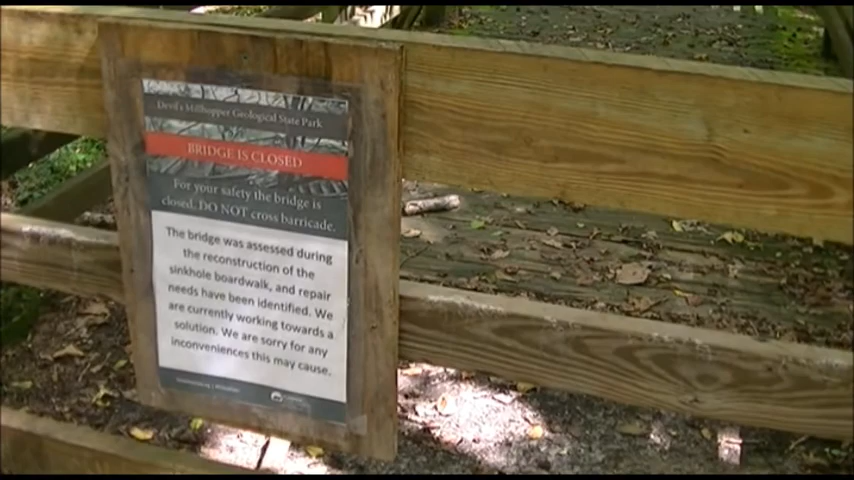 Devil's Millhopper Geological State Park
BRIDGE IS CLOSED
For your safety the bridge is
closed. DO NOT cross barricade.
The bridge was assessed during
the reconstruction of the
sinkhole boardwalk, and repair
needs have been identified. We
are currently working towards a
solution. We are sorry for any
inconveniences this may cause.